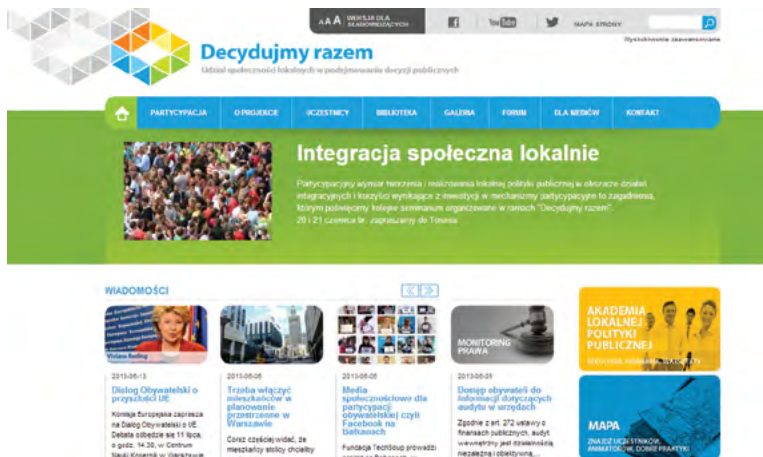 A A A WERSJA DLA
SŁABOWIDZĄCYCH
You Tube
MAPA STRONY
Wyszukiwanie zaawansowane
Decydujmy razem
Udział społeczności lokalnych w podejmowaniu decyzji publicznych
PARTYCYPACJA
O PROJEKCIE
UCZESTNICY
BIBLIOTEKA
GALERIA
FORUM
DLA MEDIÓW
KONTAKT
Integracja społeczna lokalnie
Partycypacyjny wymiar tworzenia i realizowania lokalnej polityki publicznej w obszarze działań
integracyjnych i korzyści wynikające z inwestycji w mechanizmy partycypacyjne to zagadnienia,
którym poświęcimy kolejne seminarium organizowane w ramach "Decydujmy razem".
20 i 21 czerwca br. zapraszamy do Torunia.
WIADOMOŚCI
Viviane Reding
2013-06-13
Dialog Obywatelski o
przyszłości UE
Komisja Europejska zaprasza
na Dialog Obywatelski o UE.
Debata odbędzie się 11 lipca,
o godz. 14.30, w Centrum
Nauki Kopernik w Warszawie
2013-06-06
Trzeba włączyć
mieszkańców w
planowanie
przestrzenne w
Warszawie
Coraz częściej widać, że
mieszkańcy stolicy chcieliby
2013-06-06
Media
społecznościowe dla
partycypacji
obywatelskiej czyli
Facebook na
Bałkanach
Fundacja TechSoup prowadzi
MONITORING
PRAWA
2013-06-06
Dostęp obywateli do
informacji dotyczących
audytu w urzędach
Zgodnie z art. 272 ustawy o
finansach publicznych, audyt
wewnętrzny jest działalnością
niezależną i obiektywną,...
AKADEMIA
LOKALNEJ
POLITYKI
PUBLICZNEJ
MAPA
ZNAJDŹ UCZESTNIKÓW,
ANIMATORÓW, DOBRE PRAKTYKI